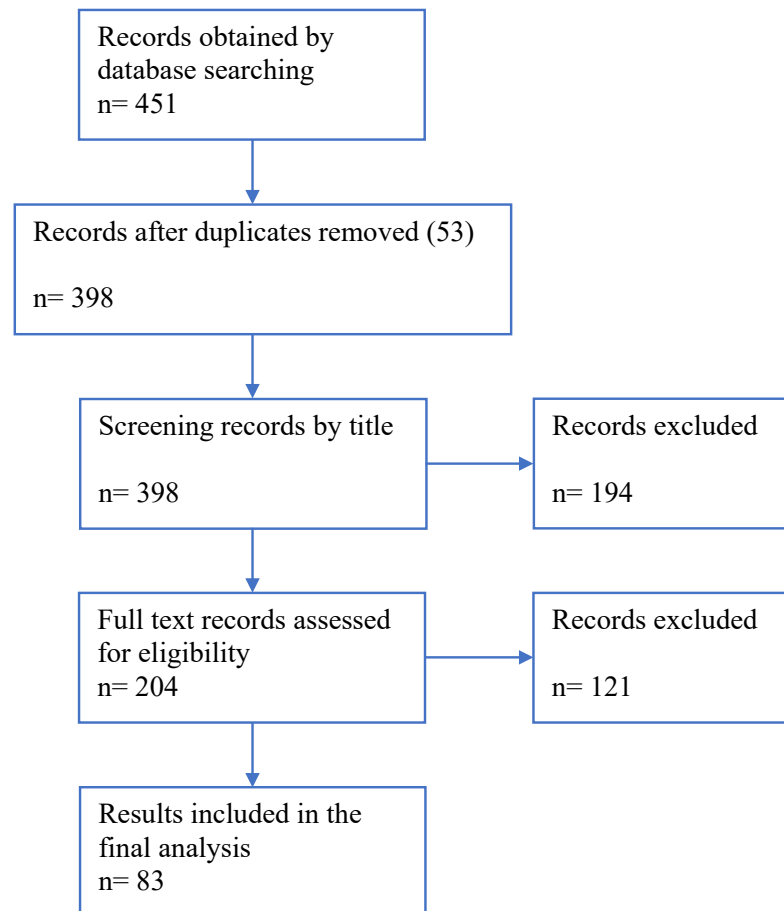 Records obtained by
database searching
n= 451
Records after duplicates removed (53)
n= 398
Screening records by title
n= 398
Records excluded
n= 194
Full text records assessed
for eligibility
n= 204
Records excluded
n= 121
Results included in the
final analysis
n= 83